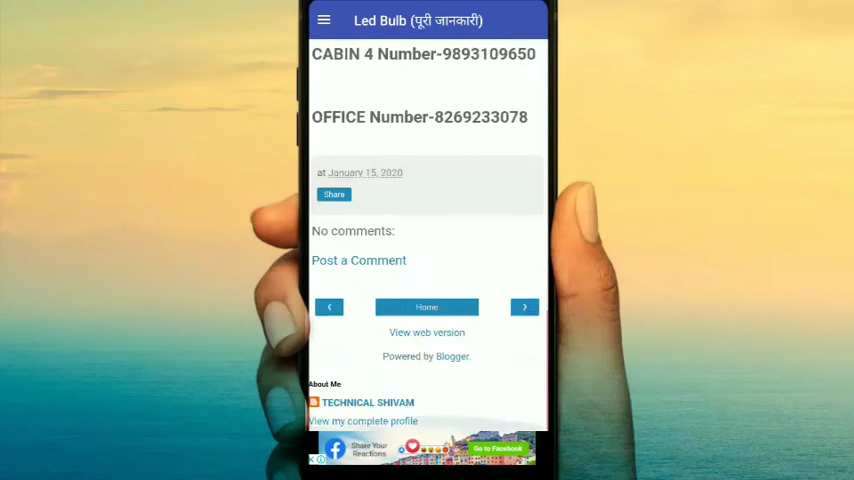 Led Bulb (पूरी जानकारी)
CABIN 4 Number-9893109650
OFFICE Number-8269233078
at January 15, 2020
Share
No comments:
Post a Comment
‹ Home ›
View web version
Powered by Blogger.
About Me
TECHNICAL SHIVAM
View my complete profile
Share Your
Reactions
Go to Facebook